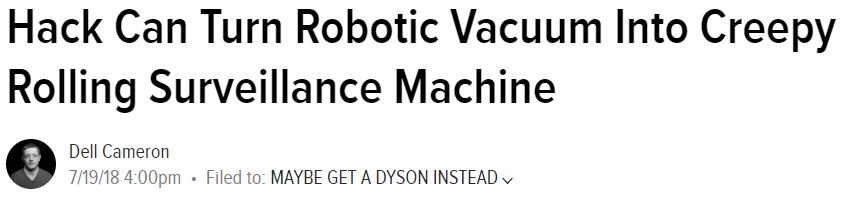 Hack Can Turn Robotic Vacuum Into Creepy
Rolling Surveillance Machine
Dell Cameron
7/19/18 4:00pm • Filed to: MAYBE GET A DYSON INSTEAD